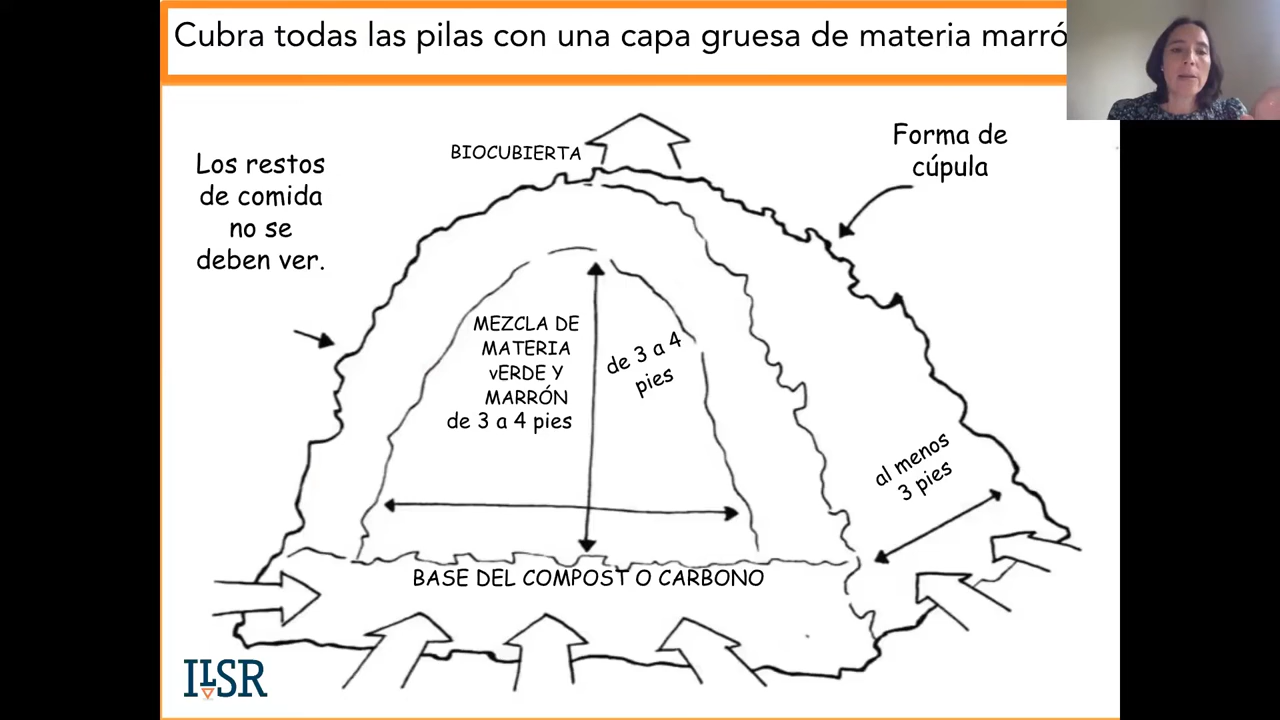 Cubra todas las pilas con una capa gruesa de materia marró
BIOCUBIERTA
Forma de
cúpula
Los restos
de comida
no se
deben ver.
MEZCLA DE
MATERIA
vERDE Y
MARRÓN
de 3 a 4 pies
de 3 a 4
pies
al menos
3 pies
BASE DEL COMPOST O CARBONO
ILSR